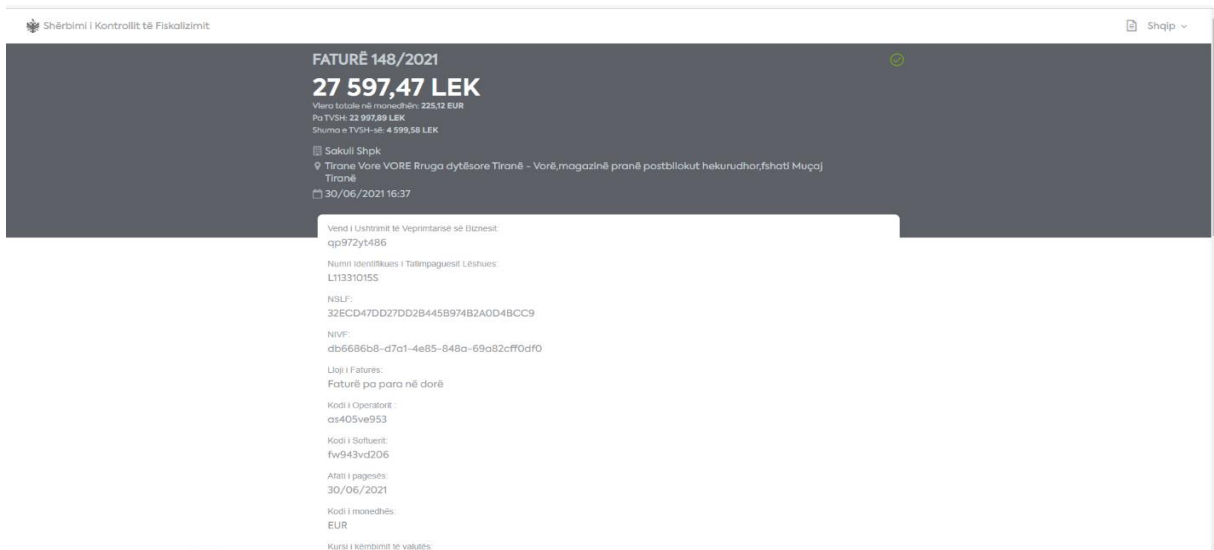 Shërbimi i Kontrollit të Fiskalizimit
Shqip
FATURË 148/2021
27 597,47 LEK
Vlera totale në monedhën: 225,12 EUR
Pa TVSH: 22 997,89 LEK
Shuma e TVSH-së: 4 599,58 LEK
Sakuli Shpk
Tirane Vore VORE Rruga dytësore Tiranë - Vorë,magazinë pranë postbllokut hekurudhor,fshati Muçaj
Tiranë
30/06/2021 16:37
Vend i Ushtrimit të Veprimtarisë së Biznesit:
qp972yt486
Numri Identifikues i Tatimpaguesit Lëshues:
L11331015S
NSLF:
32ECD47DD27DD2B445B974B2A0D4BCC9
NIVF:
db6686b8-d7a1-4e85-848a-69a82cff0df0
Lloji i Faturës:
Faturë pa para në dorë
Kodi i Operatorit :
as405ve953
Kodi i Softuerit:
fw943vd206
Afati i pagesës:
30/06/2021
Kodi i monedhës:
EUR
Kursi i këmbimit të valutës: